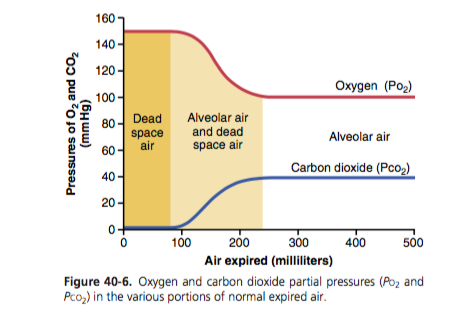 160
140
120
100
80
60
40
20
0
Pressures of O₂ and CO₂
(mm Hg)
Dead
space
air
Alveolar air
and dead
space air
Oxygen (Po₂)
Alveolar air
Carbon dioxide (Pco₂)
0 100 200 300 400 500
Air expired (milliliters)
Figure 40-6. Oxygen and carbon dioxide partial pressures (Po₂ and
Pco₂) in the various portions of normal expired air.